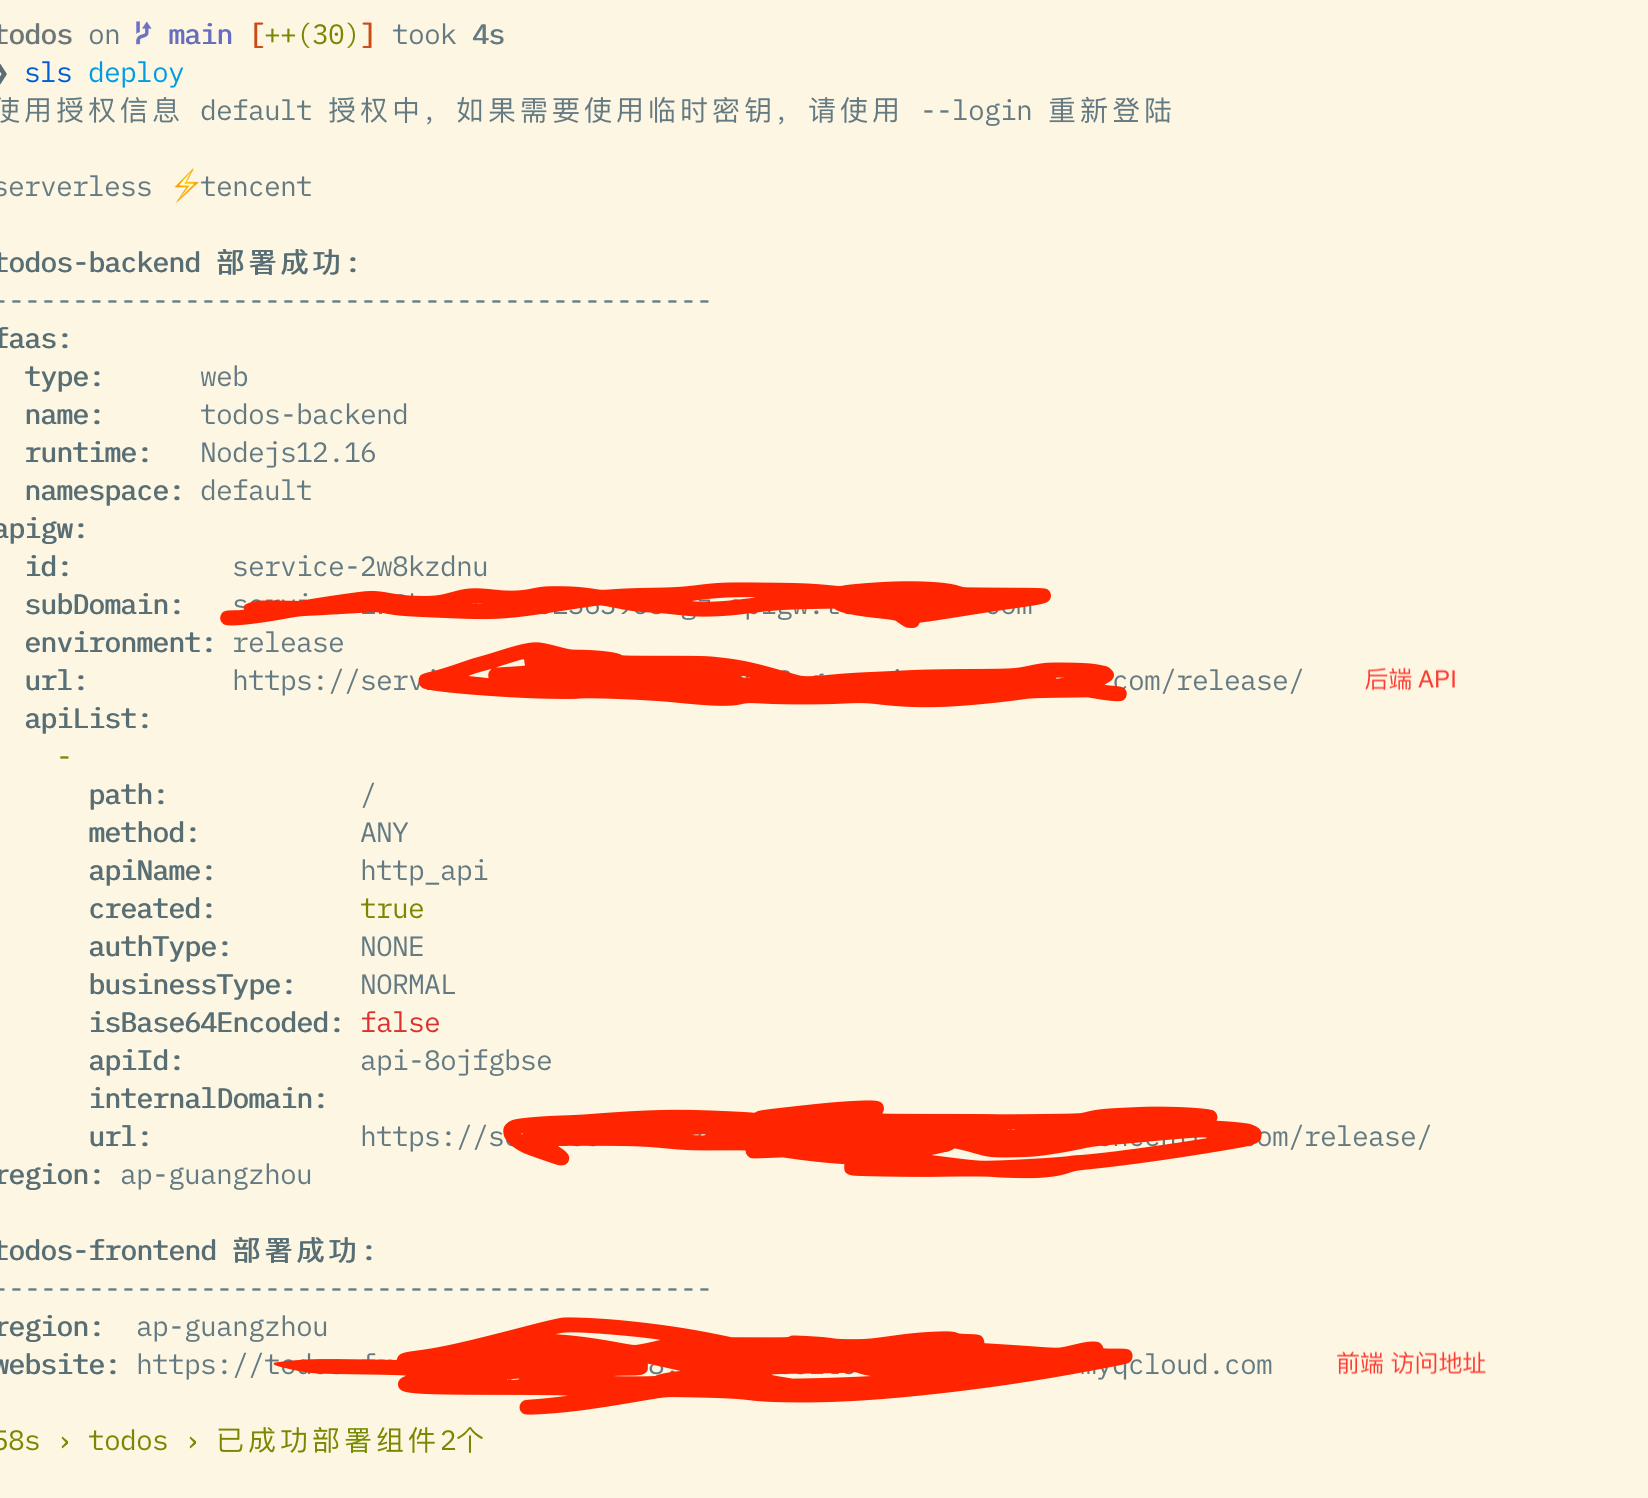 todos on main [++(30)] took 4s
❯ sls deploy
使用授权信息 default 授权中，如果需要使用临时密钥，请使用 --login 重新登陆
serverless ⚡tencent
todos-backend 部署成功：
---------------------------------------------
faas:
type: web
name: todos-backend
runtime: Nodejs12.16
namespace: default
apigw:
id: service-2w8kzdnu
subDomain:
environment: release
url: https://serv com/release/ 后端 API
apiList:
-
path: /
method: ANY
apiName: http_api
created: true
authType: NONE
businessType: NORMAL
isBase64Encoded: false
apiId: api-8ojfgbse
internalDomain:
url: https://s om/release/
region: ap-guangzhou
todos-frontend 部署成功：
---------------------------------------------
region: ap-guangzhou
website: https:// myqcloud.com 前端 访问地址
58s › todos › 已成功部署组件2个